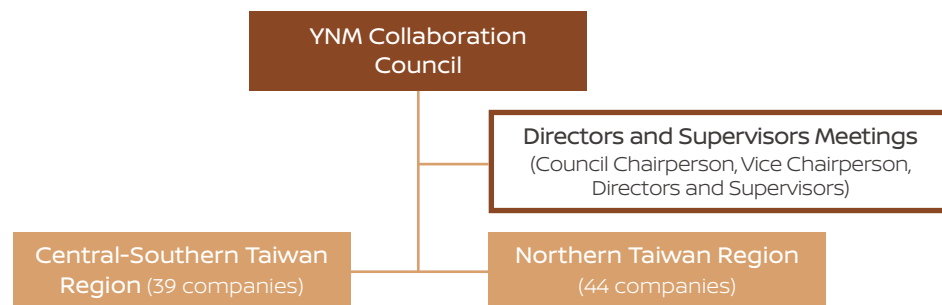 YNM Collaboration
Council
Directors and Supervisors Meetings
(Council Chairperson, Vice Chairperson,
Directors and Supervisors)
Central-Southern Taiwan
Region (39 companies)
Northern Taiwan Region
(44 companies)